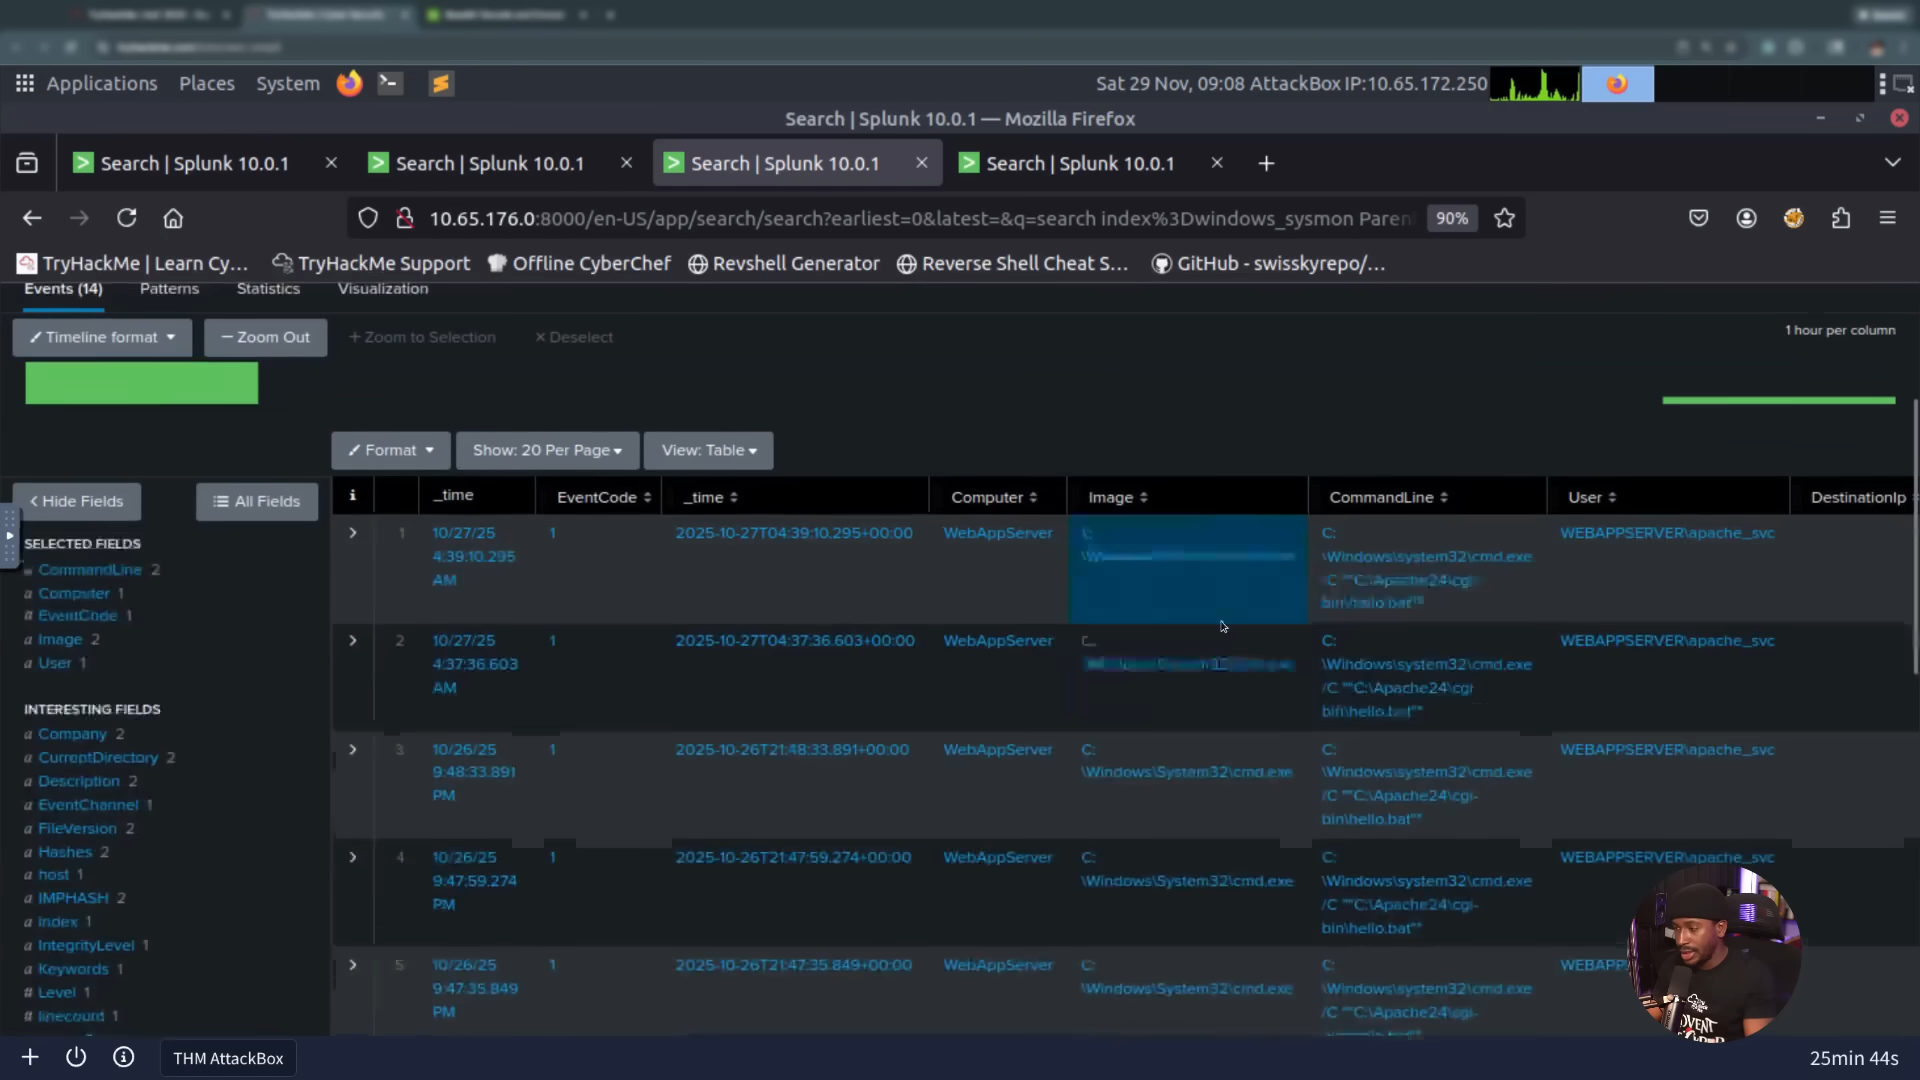 Applications Places System
Sat 29 Nov, 09:08 AttackBox IP:10.65.172.250
Search | Splunk 10.0.1 — Mozilla Firefox
Search | Splunk 10.0.1
Search | Splunk 10.0.1
Search | Splunk 10.0.1
Search | Splunk 10.0.1
10.65.176.0:8000/en-US/app/search/search?earliest=0&latest=&q=search index%3Dwindows_sysmon Paren
90%
TryHackMe | Learn Cy...
TryHackMe Support
Offline CyberChef
Revshell Generator
Reverse Shell Cheat S...
GitHub - swisskyrepo/...
Events (14) Patterns Statistics Visualization
Timeline format
Zoom Out
+ Zoom to Selection
× Deselect
1 hour per column
Format
Show: 20 Per Page
View: Table
Hide Fields
All Fields
SELECTED FIELDS
a CommandLine 2
a Computer 1
# EventCode 1
a Image 2
a User 1
INTERESTING FIELDS
a Company 2
a CurrentDirectory 2
a Description 2
a EventChannel 1
a FileVersion 2
a Hashes 2
a host 1
a IMPHASH 2
a index 1
a IntegrityLevel 1
a Keywords 1
# Level 1
# linecount 1
i _time EventCode _time Computer Image CommandLine User DestinationIp
1 10/27/25 1 2025-10-27T04:39:10.295+00:00 WebAppServer C: WEBAPPSERVER\apache_svc
4:39:10.295 \Windows\system32\cmd.exe
AM /C ""C:\Apache24\cgi-
bin\hello.bat""
2 10/27/25 1 2025-10-27T04:37:36.603+00:00 WebAppServer C: WEBAPPSERVER\apache_svc
4:37:36.603 \Windows\system32\cmd.exe
AM /C ""C:\Apache24\cgi-
bin\hello.bat""
3 10/26/25 1 2025-10-26T21:48:33.891+00:00 WebAppServer C: C: WEBAPPSERVER\apache_svc
9:48:33.891 \Windows\System32\cmd.exe \Windows\system32\cmd.exe
PM /C ""C:\Apache24\cgi-
bin\hello.bat""
4 10/26/25 1 2025-10-26T21:47:59.274+00:00 WebAppServer C: C: WEBAPPSERVER\apache_svc
9:47:59.274 \Windows\System32\cmd.exe \Windows\system32\cmd.exe
PM /C ""C:\Apache24\cgi-
bin\hello.bat""
5 10/26/25 1 2025-10-26T21:47:35.849+00:00 WebAppServer C: C: WEBAPP
9:47:35.849 \Windows\System32\cmd.exe \Windows\system32\cmd.exe
PM /C ""C:\Apache24\cgi-
THM AttackBox
25min 44s